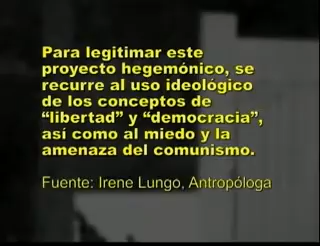 Para legitimar este
proyecto hegemónico, se
recurre al uso ideológico
de los conceptos de
“libertad” y “democracia”,
así como al miedo y la
amenaza del comunismo.
Fuente: Irene Lungo, Antropóloga